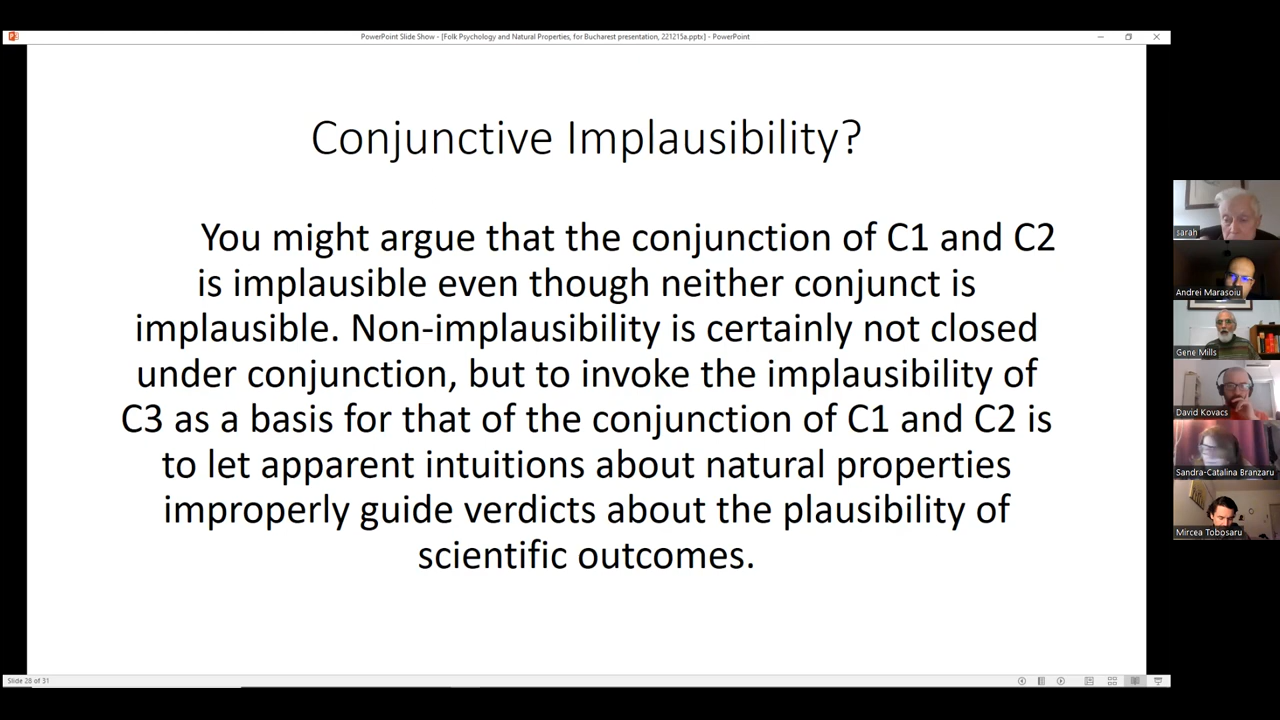 PowerPoint Slide Show - [Folk Psychology and Natural Properties, for Bucharest presentation, 221215a.pptx] - PowerPoint
Conjunctive Implausibility?
You might argue that the conjunction of C1 and C2
is implausible even though neither conjunct is
implausible. Non-implausibility is certainly not closed
under conjunction, but to invoke the implausibility of
C3 as a basis for that of the conjunction of C1 and C2 is
to let apparent intuitions about natural properties
improperly guide verdicts about the plausibility of
scientific outcomes.
sarah
Andrei Marasoiu
Gene Mills
David Kovacs
Sandra-Catalina Branzaru
Mircea Tobosaru
Slide 28 of 31